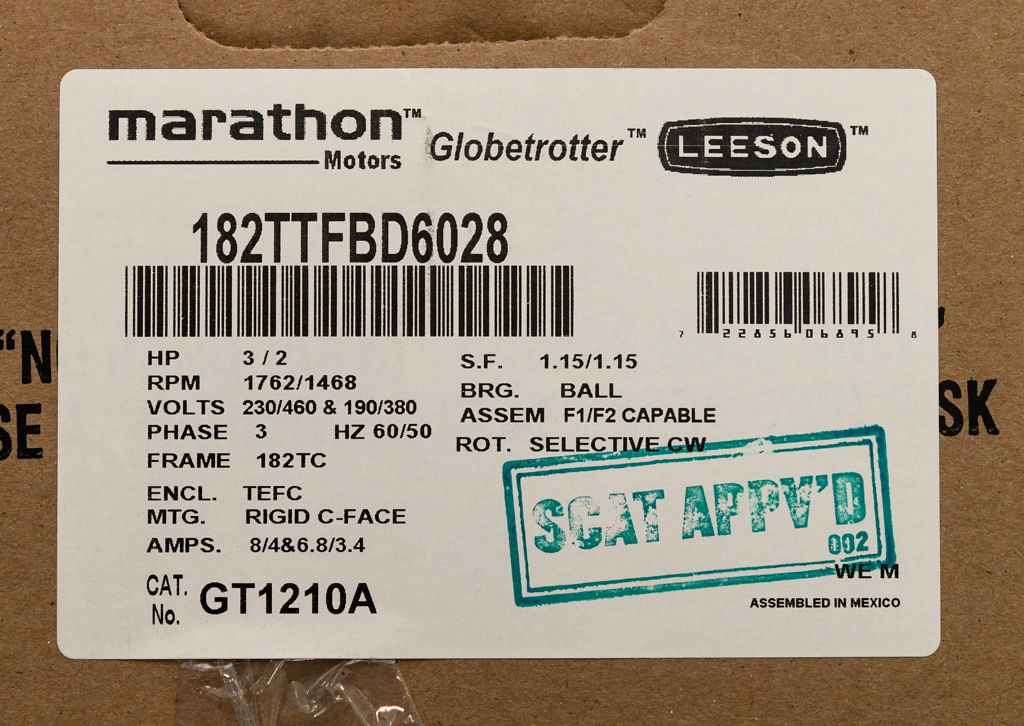 marathon™
Motors
Globetrotter™
LEESON™
182TTFBD6028
7 22856 06895 8
HP 3 / 2
RPM 1762/1468
VOLTS 230/460 & 190/380
PHASE 3 HZ 60/50
FRAME 182TC
ENCL. TEFC
MTG. RIGID C-FACE
AMPS. 8/4&6.8/3.4
S.F. 1.15/1.15
BRG. BALL
ASSEM F1/F2 CAPABLE
ROT. SELECTIVE CW
CAT. No. GT1210A
SCAT APPV'D
002
WE M
ASSEMBLED IN MEXICO
"N
SE
SK